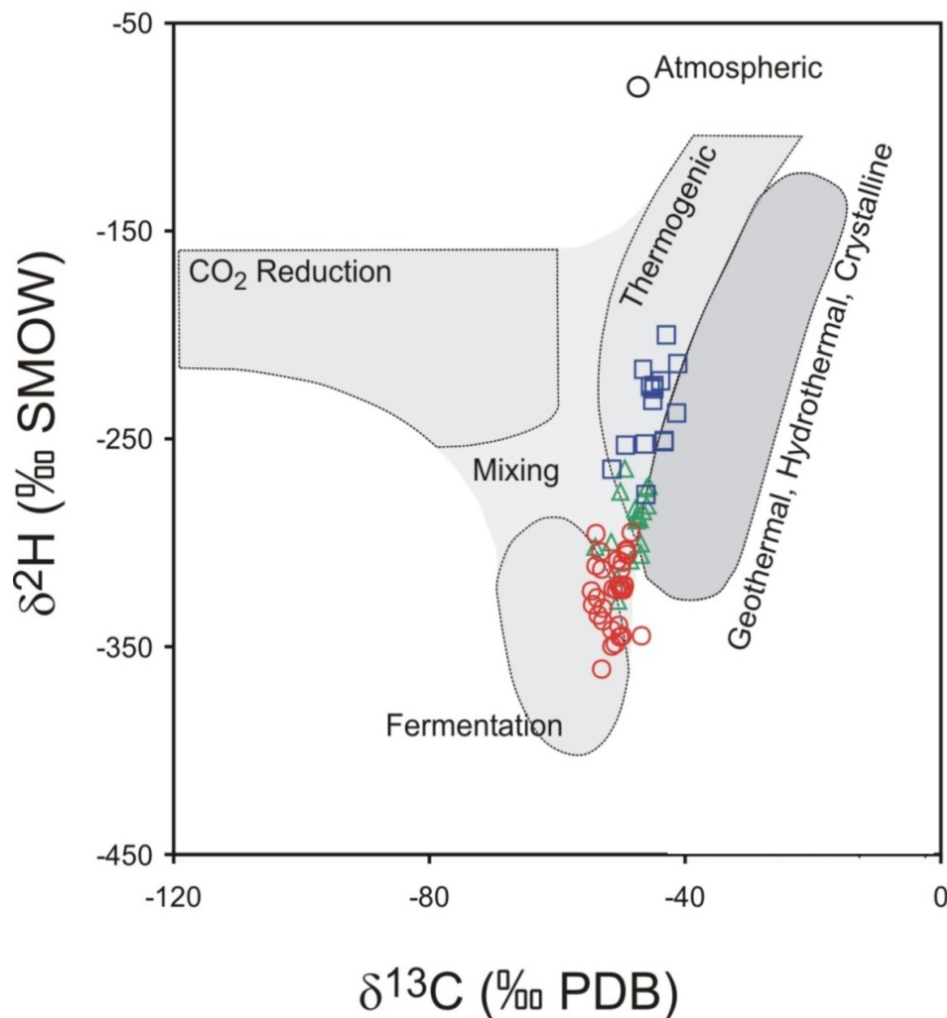 -50
Atmospheric
Thermogenic
Geothermal, Hydrothermal, Crystalline
-150
CO₂ Reduction
δ²H (‰ SMOW)
-250
Mixing
-350
Fermentation
-450
-120
-80
-40
0
δ¹³C (‰ PDB)